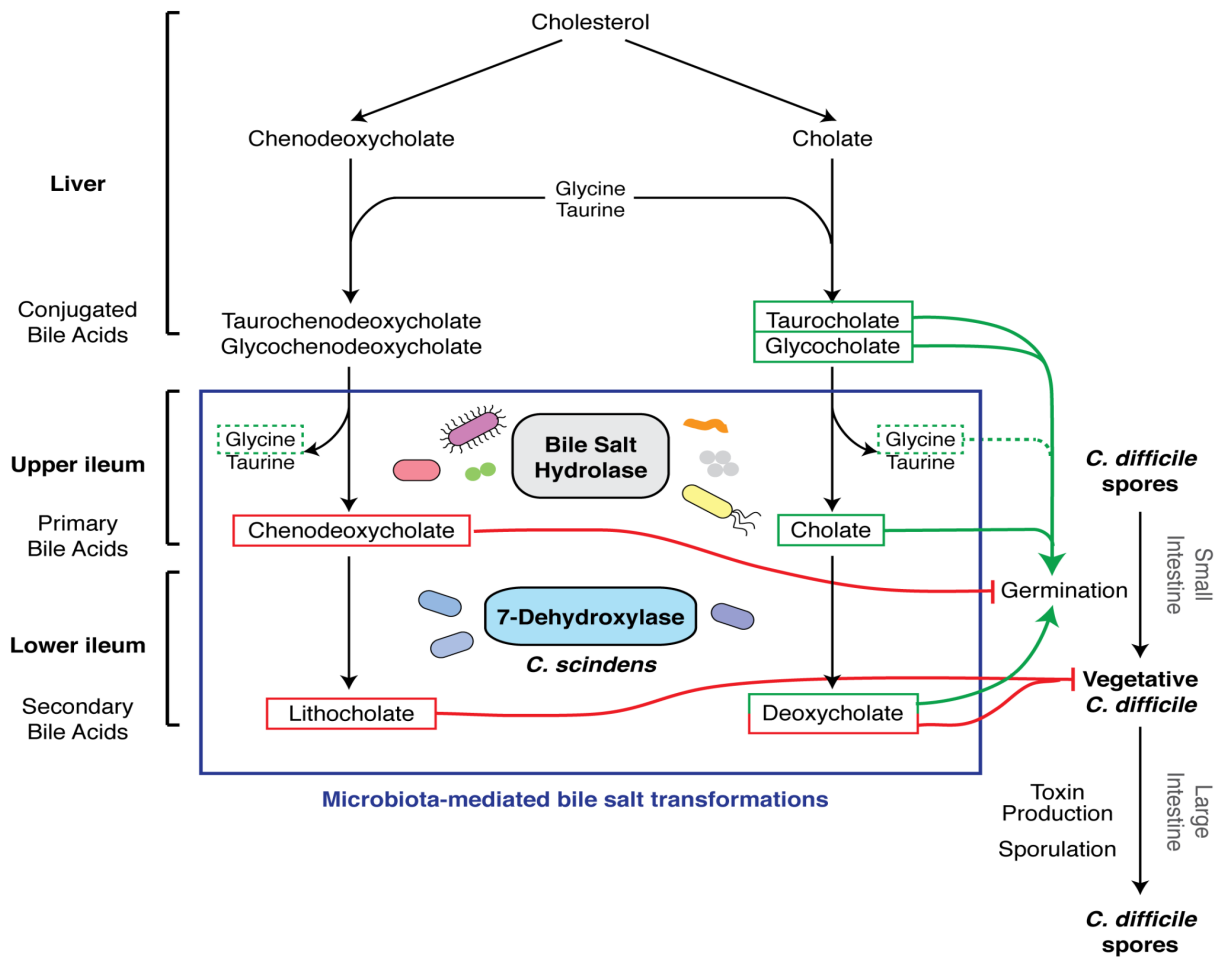 Cholesterol
Chenodeoxycholate
Cholate
Liver
Glycine
Taurine
Conjugated
Bile Acids
Taurochenodeoxycholate
Glycochenodeoxycholate
Taurocholate
Glycocholate
Upper ileum
Glycine
Taurine
Bile Salt
Hydrolase
Glycine
Taurine
C. difficile
spores
Primary
Bile Acids
Chenodeoxycholate
Cholate
Small
Intestine
Germination
Lower ileum
7-Dehydroxylase
C. scindens
Secondary
Bile Acids
Lithocholate
Deoxycholate
Vegetative
C. difficile
Microbiota-mediated bile salt transformations
Toxin
Production
Sporulation
Large
Intestine
C. difficile
spores